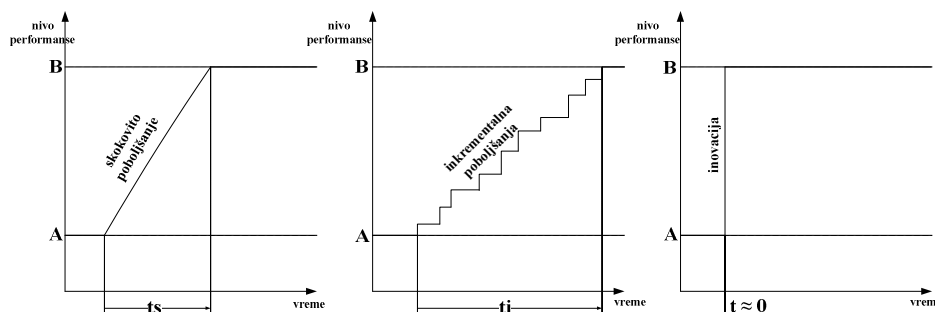 nivo
performanse
B
skokovito
poboljšanje
A
ts
vreme
nivo
performanse
B
inkrementalna
poboljšanja
A
ti
vreme
nivo
performanse
B
inovacija
A
t ≈ 0
vreme